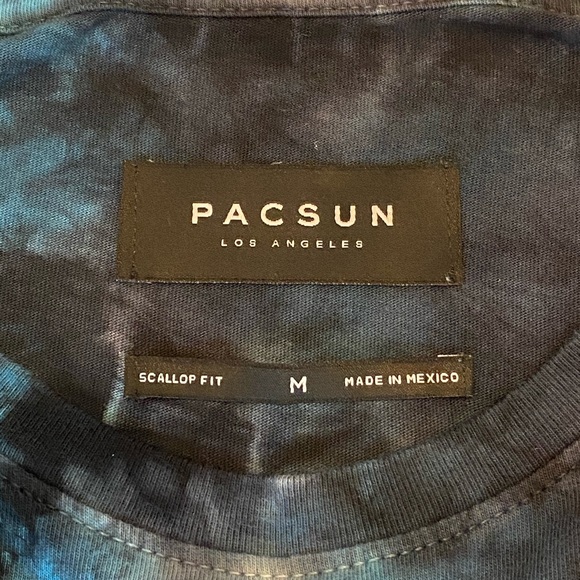 PACSUN
LOS ANGELES
SCALLOP FIT M MADE IN MEXICO